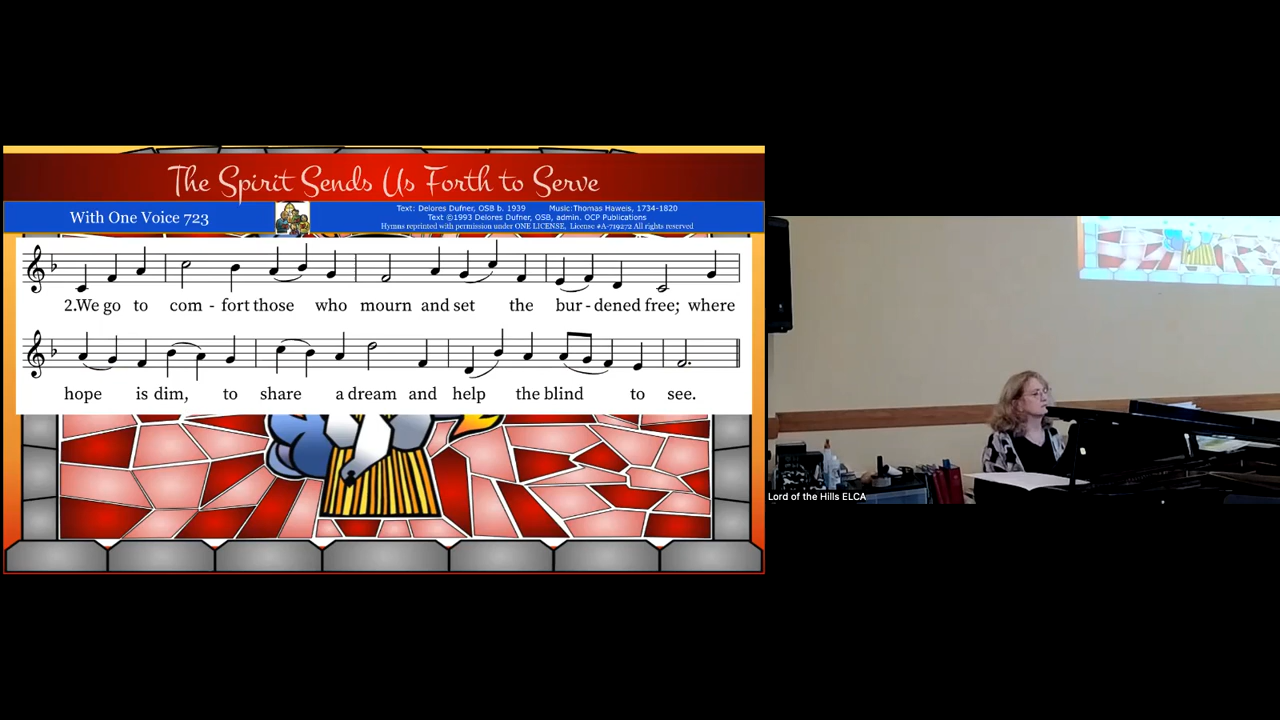 The Spirit Sends Us Forth to Serve
With One Voice 723
Text: Delores Dufner, OSB b. 1939 Music:Thomas Haweis, 1734-1820
Text ©1993 Delores Dufner, OSB, admin. OCP Publications
Hymns reprinted with permission under ONE LICENSE, License #A-719272 All rights reserved
2.We go to com - fort those who mourn and set the bur - dened free; where
hope is dim, to share a dream and help the blind to see.
Lord of the Hills ELCA